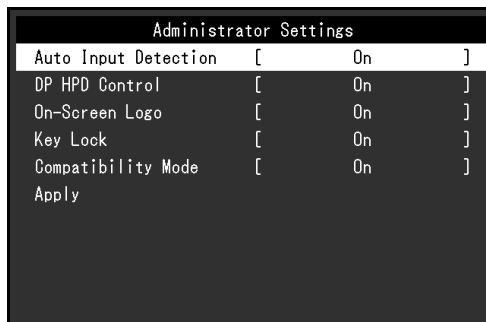 Administrator Settings
Auto Input Detection [ On ]
DP HPD Control [ On ]
On-Screen Logo [ On ]
Key Lock [ On ]
Compatibility Mode [ On ]
Apply